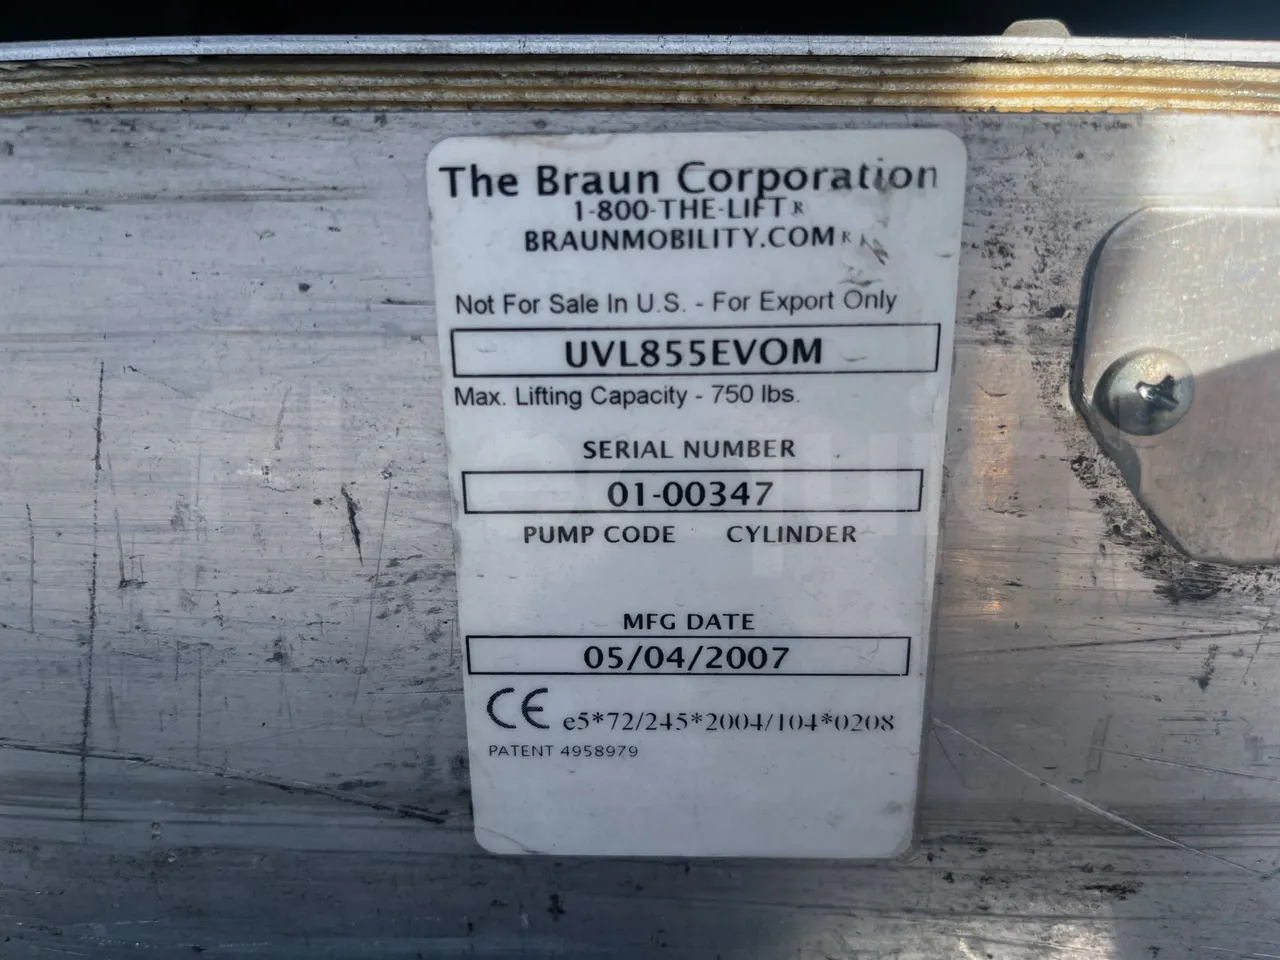 The Braun Corporation
1-800-THE-LIFT R
BRAUNMOBILITY.COM R
Not For Sale In U.S. - For Export Only
UVL855EVOM
Max. Lifting Capacity - 750 lbs.
SERIAL NUMBER
01-00347
PUMP CODE CYLINDER
MFG DATE
05/04/2007
CE e5*72/245*2004/104*0208
PATENT 4958979